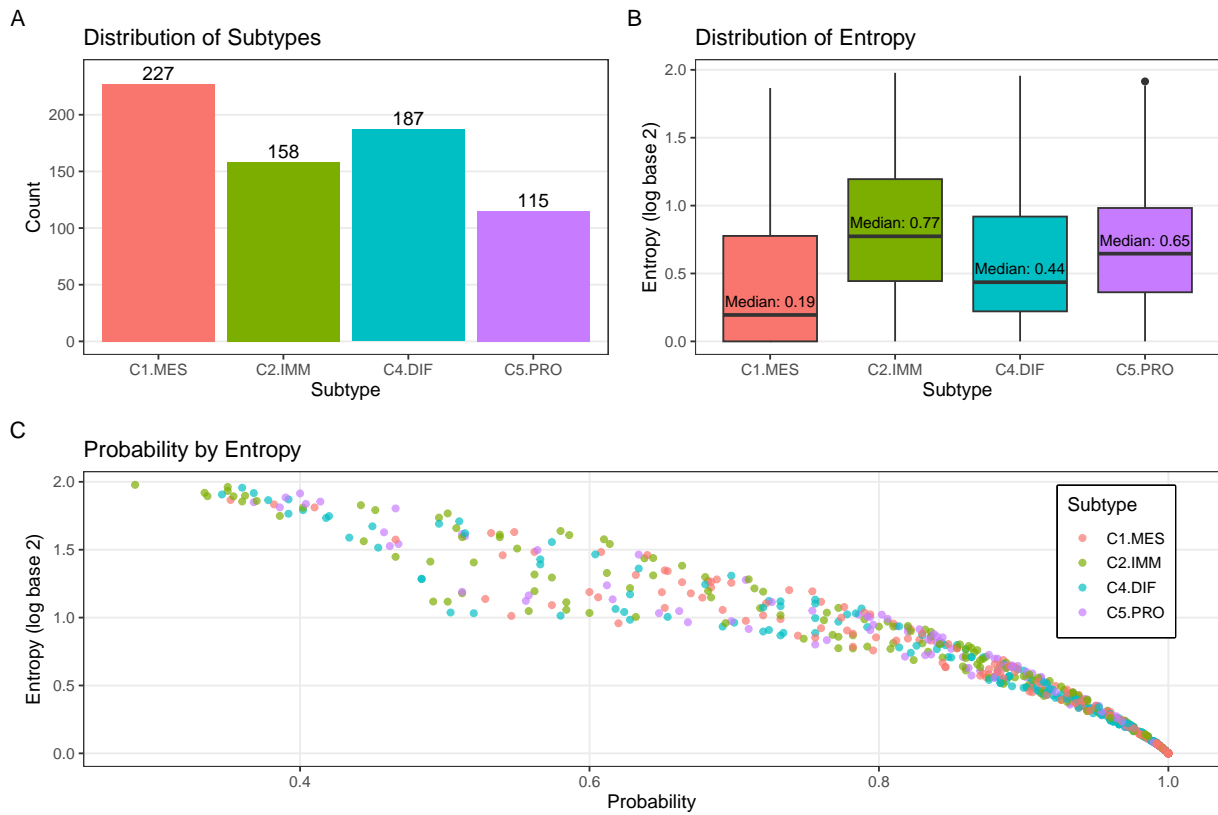 A
Distribution of Subtypes
227
158
187
115
200
150
100
50
0
Count
C1.MES
C2.IMM
C4.DIF
C5.PRO
Subtype
B
Distribution of Entropy
2.0
1.5
1.0
0.5
0.0
Entropy (log base 2)
Median: 0.19
Median: 0.77
Median: 0.44
Median: 0.65
C1.MES
C2.IMM
C4.DIF
C5.PRO
Subtype
C
Probability by Entropy
2.0
1.5
1.0
0.5
0.0
Entropy (log base 2)
0.4
0.6
0.8
1.0
Probability
Subtype
C1.MES
C2.IMM
C4.DIF
C5.PRO